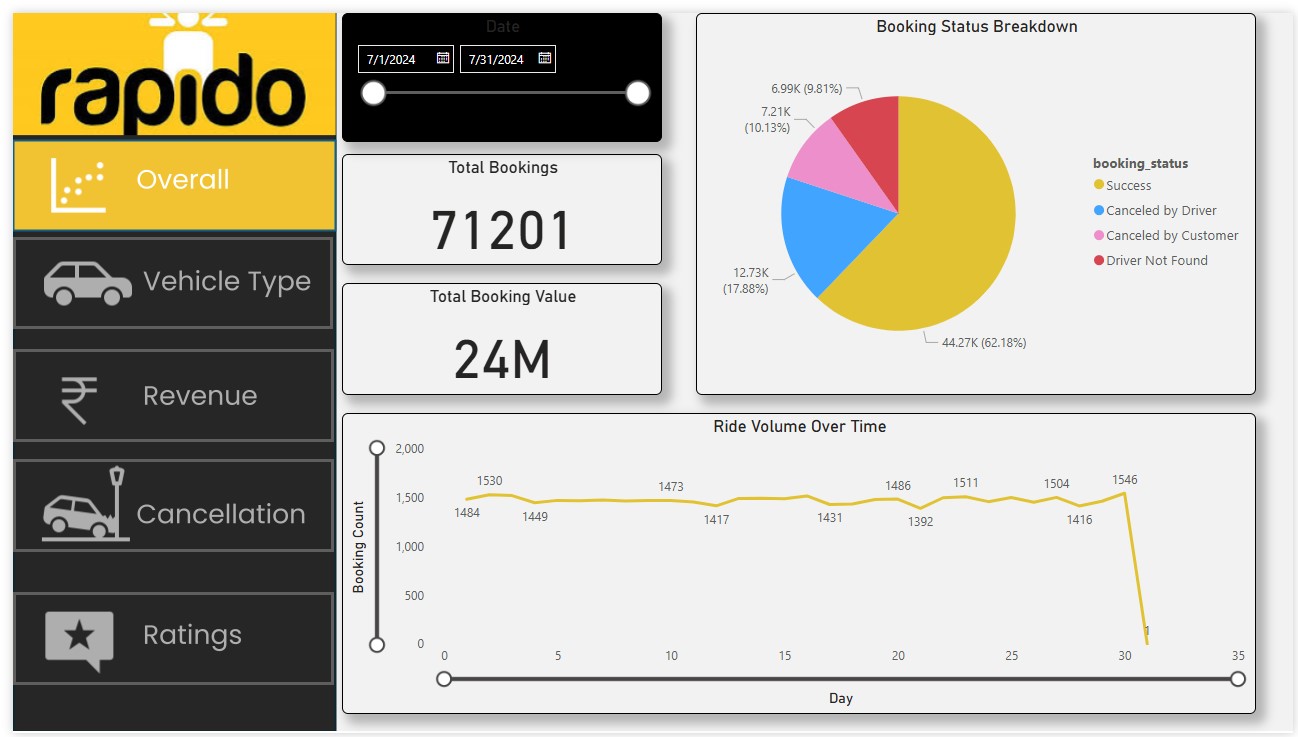 rapido
Overall
Vehicle Type
Revenue
Cancellation
Ratings
Date
7/1/2024
7/31/2024
Total Bookings
71201
Total Booking Value
24M
Booking Status Breakdown
6.99K (9.81%)
7.21K
(10.13%)
12.73K
(17.88%)
44.27K (62.18%)
booking_status
Success
Canceled by Driver
Canceled by Customer
Driver Not Found
Ride Volume Over Time
Booking Count
2,000
1,500
1,000
500
0
1484
1530
1449
1473
1417
1431
1486
1392
1511
1504
1416
1546
1
0 5 10 15 20 25 30 35
Day